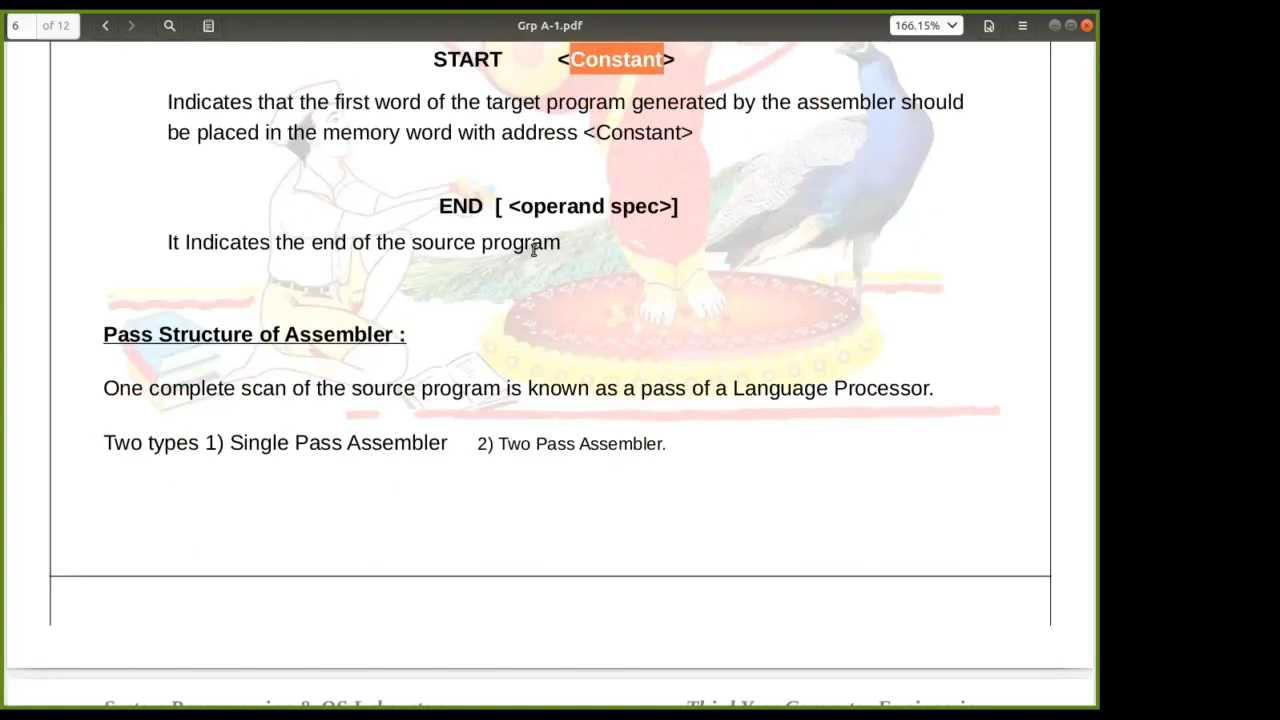 6 of 12 Grp A-1.pdf 166.15%
START <Constant>
Indicates that the first word of the target program generated by the assembler should
be placed in the memory word with address <Constant>
END [ <operand spec>]
It Indicates the end of the source program
Pass Structure of Assembler :
One complete scan of the source program is known as a pass of a Language Processor.
Two types 1) Single Pass Assembler 2) Two Pass Assembler.